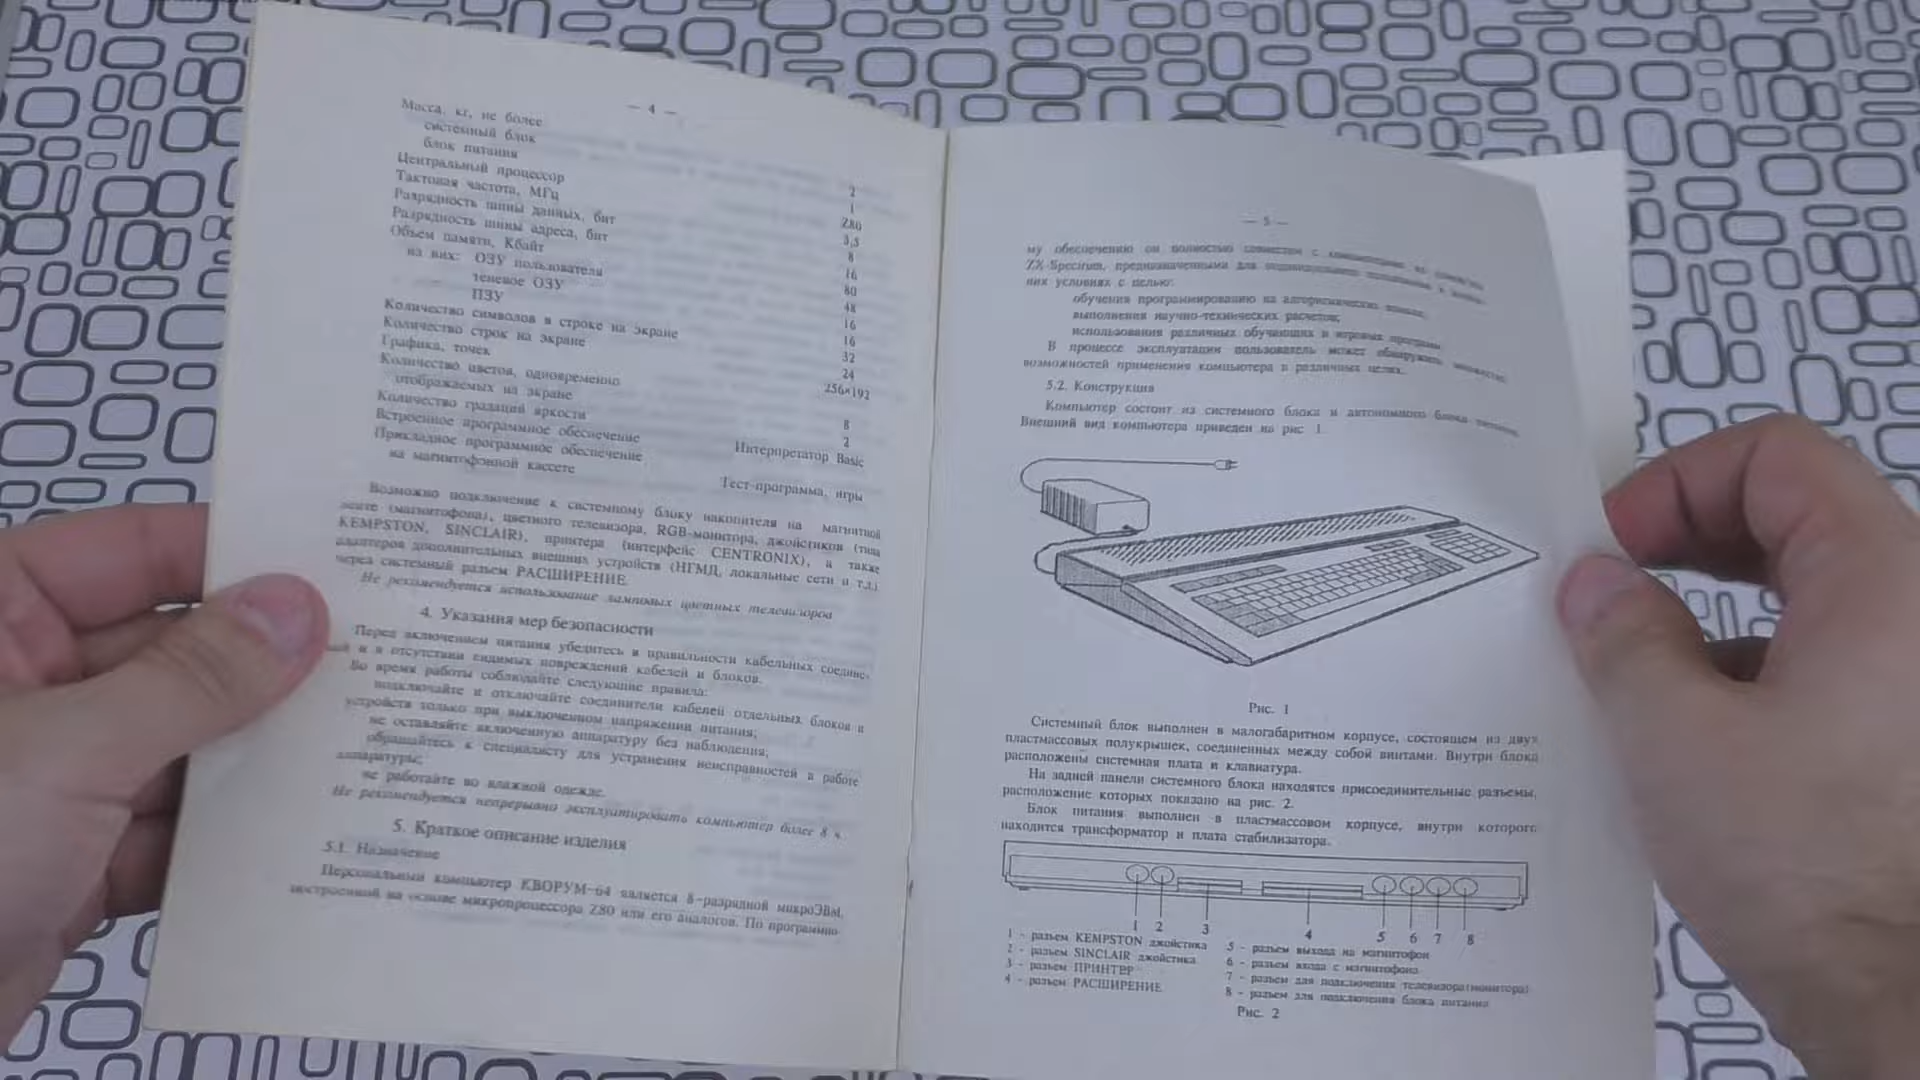 — 4 —
Масса, кг, не более
системный блок 2
блок питания 1
Центральный процессор Z80
Тактовая частота, МГц 3,5
Разрядность шины данных, бит 8
Разрядность шины адреса, бит 16
Объем памяти, Кбайт 80
из них: ОЗУ пользователя 48
теневое ОЗУ 16
ПЗУ 16
Количество символов в строке на экране 32
Количество строк на экране 24
Графика, точек 256×192
Количество цветов, одновременно
отображаемых на экране 8
Количество градаций яркости 2
Встроенное программное обеспечение Интерпретатор Basic
Прикладное программное обеспечение
на магнитофонной кассете Тест-программа, игры
Возможно подключение к системному блоку накопителя на магнитной
ленте (магнитофона), цветного телевизора, RGB-монитора, джойстиков (типа
KEMPSTON, SINCLAIR), принтера (интерфейс CENTRONIX), а также
адаптеров дополнительных внешних устройств (НГМД, локальные сети и т.д.)
через системный разъем РАСШИРЕНИЕ.
Не рекомендуется использование ламповых цветных телевизоров
4. Указания мер безопасности
Перед включением питания убедитесь в правильности кабельных соедине-
ний и в отсутствии видимых повреждений кабелей и блоков.
Во время работы соблюдайте следующие правила:
подключайте и отключайте соединители кабелей отдельных блоков и
устройств только при выключенном напряжении питания;
не оставляйте включенную аппаратуру без наблюдения;
обращайтесь к специалисту для устранения неисправностей в работе
аппаратуры;
не работайте во влажной одежде.
Не рекомендуется непрерывно эксплуатировать компьютер более 8 ч.
5. Краткое описание изделия
5.1. Назначение
Персональный компьютер КВОРУМ-64 является 8-разрядной микроЭВМ,
построенной на основе микропроцессора Z80 или его аналогов. По программно-
— 5 —
му обеспечению он полностью совместим с компьютерами
ZX-Spectrum, предназначенными для индивидуального пользования в
них условиях с целью:
обучения программированию на алгоритмических языках;
выполнения научно-технических расчетов;
использования различных обучающих и игровых программ.
В процессе эксплуатации пользователь может обнаружить множество
возможностей применения компьютера в различных целях.
5.2. Конструкция
Компьютер состоит из системного блока и автономного блока питания.
Внешний вид компьютера приведен на рис 1.
Рис. 1
Системный блок выполнен в малогабаритном корпусе, состоящем из двух
пластмассовых полукрышек, соединенных между собой винтами. Внутри блока
расположены системная плата и клавиатура.
На задней панели системного блока находятся присоединительные разъемы,
расположение которых показано на рис. 2.
Блок питания выполнен в пластмассовом корпусе, внутри которого
находится трансформатор и плата стабилизатора.
1 2 3 4 5 6 7 8
1 - разъем KEMPSTON джойстика
2 - разъем SINCLAIR джойстика
3 - разъем ПРИНТЕР
4 - разъем РАСШИРЕНИЕ
5 - разъем выхода на магнитофон
6 - разъем входа с магнитофона
7 - разъем для подключения телевизора(монитора)
8 - разъем для подключения блока питания
Рис. 2